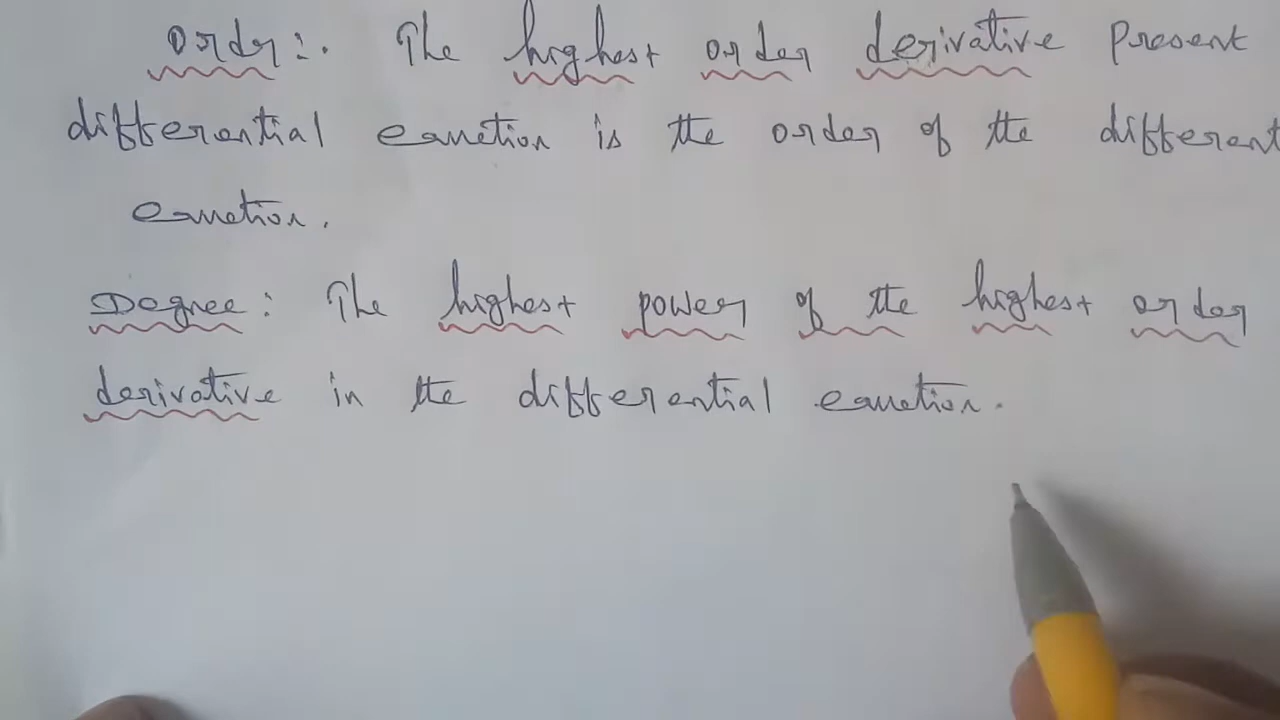 Order:. The highest order derivative Present
differential equation is the order of the different
equation.
Degree: The highest power of the highest order
derivative in the differential equation.